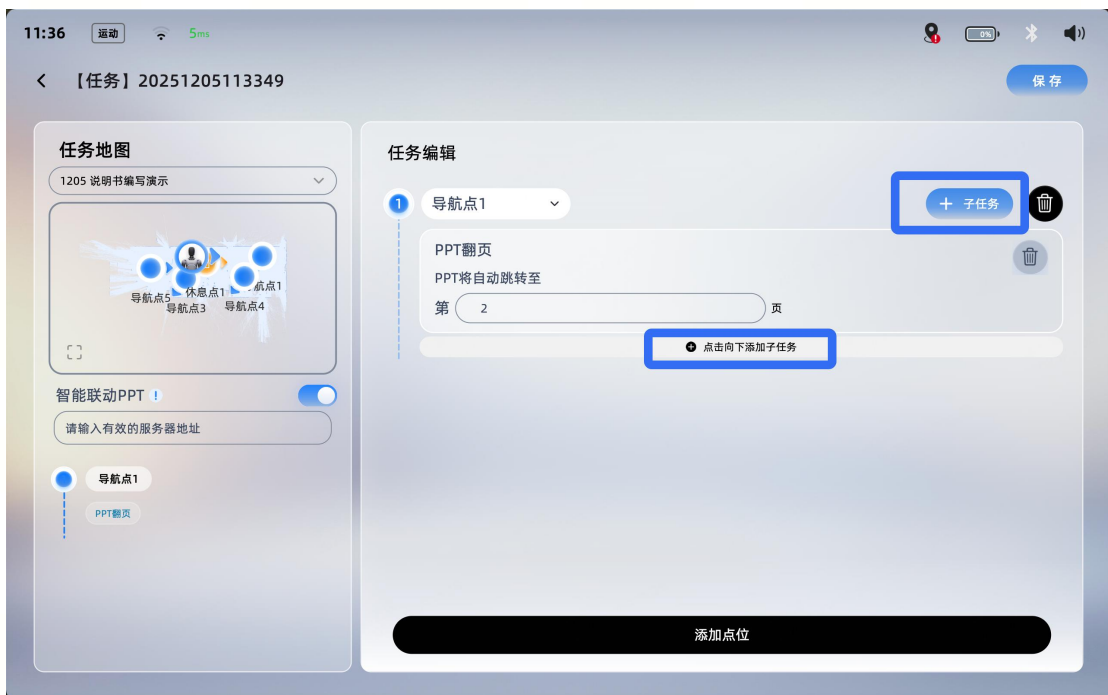 11:36 运动 5ms 0%
【任务】20251205113349 保存
任务地图
1205 说明书编写演示
导航点5 休息点1 航点1
导航点3 导航点4
智能联动PPT !
请输入有效的服务器地址
导航点1
PPT翻页
任务编辑
1 导航点1 + 子任务
PPT翻页
PPT将自动跳转至
第 2 页
点击向下添加子任务
添加点位